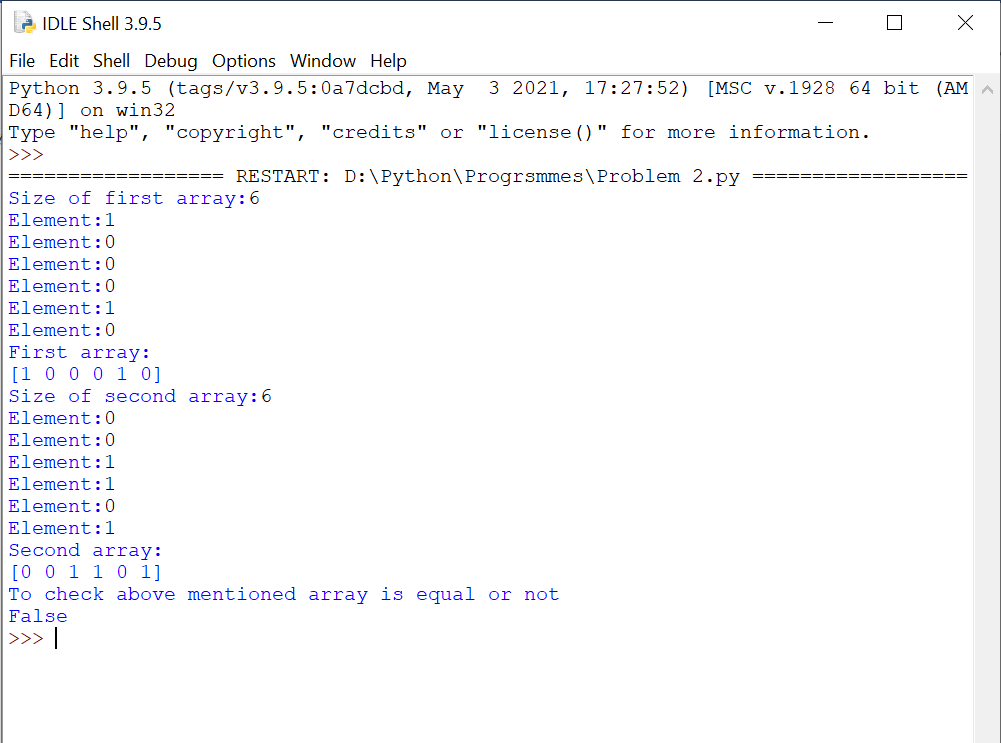 IDLE Shell 3.9.5
File Edit Shell Debug Options Window Help
Python 3.9.5 (tags/v3.9.5:0a7dcbd, May  3 2021, 17:27:52) [MSC v.1928 64 bit (AM
D64)] on win32
Type "help", "copyright", "credits" or "license()" for more information.
>>>
================== RESTART: D:\Python\Progrsmmes\Problem 2.py ==================
Size of first array:6
Element:1
Element:0
Element:0
Element:0
Element:1
Element:0
First array:
[1 0 0 0 1 0]
Size of second array:6
Element:0
Element:0
Element:1
Element:1
Element:0
Element:1
Second array:
[0 0 1 1 0 1]
To check above mentioned array is equal or not
False
>>>